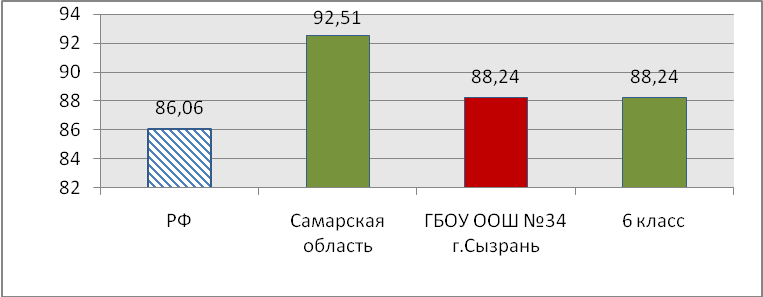 94
92
90
88
86
84
82
86,06
92,51
88,24
88,24
РФ
Самарская
область
ГБОУ ООШ №34
г.Сызрань
6 класс